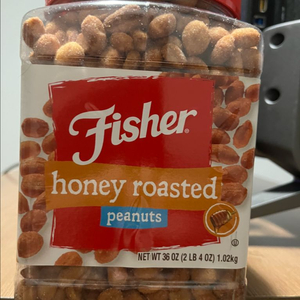 Fisher®
honey roasted
peanuts
NET WT 36 OZ (2 LB 4 OZ) 1.02kg